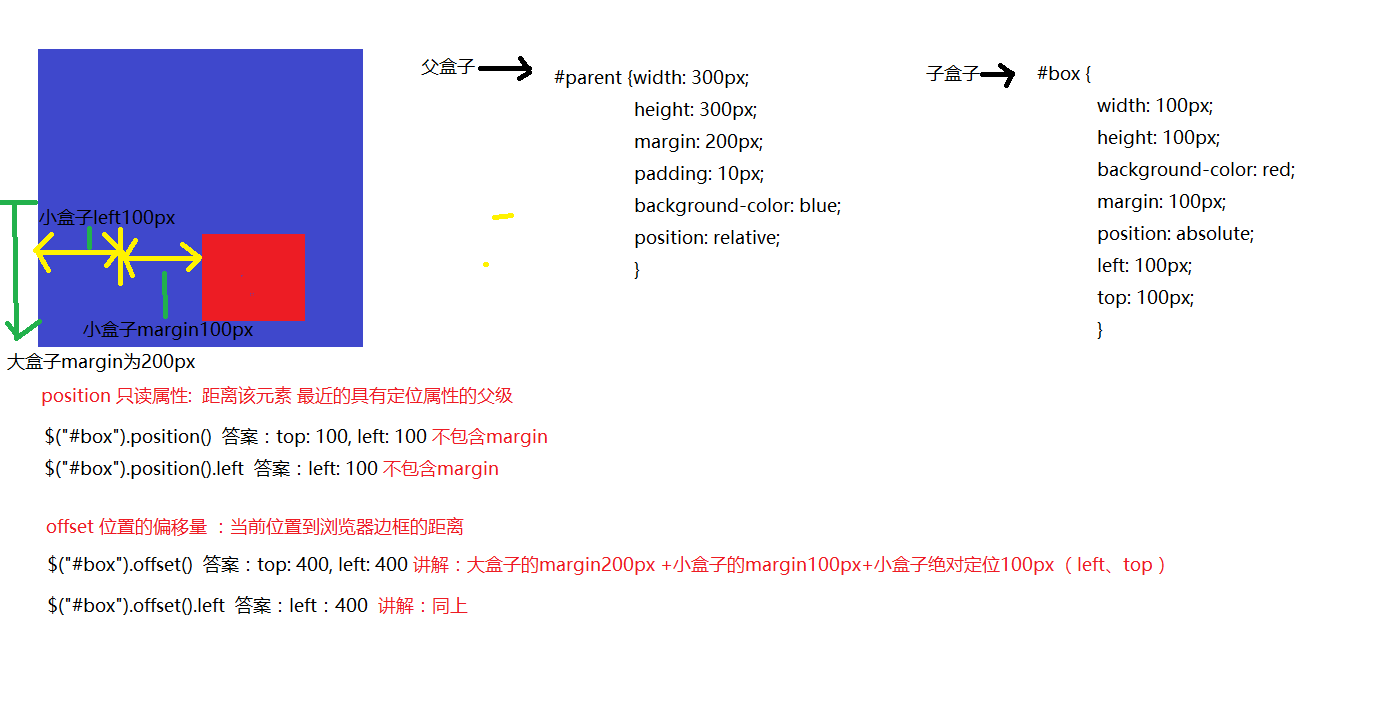 父盒子
#parent {width: 300px;
height: 300px;
margin: 200px;
padding: 10px;
background-color: blue;
position: relative;
}
子盒子
#box {
width: 100px;
height: 100px;
background-color: red;
margin: 100px;
position: absolute;
left: 100px;
top: 100px;
}
小盒子left100px
小盒子margin100px
大盒子margin为200px
position 只读属性: 距离该元素 最近的具有定位属性的父级
$("#box").position() 答案：top: 100, left: 100 不包含margin
$("#box").position().left 答案：left: 100 不包含margin
offset 位置的偏移量 ：当前位置到浏览器边框的距离
$("#box").offset() 答案：top: 400, left: 400 讲解：大盒子的margin200px +小盒子的margin100px+小盒子绝对定位100px（left、top）
$("#box").offset().left 答案：left：400 讲解：同上